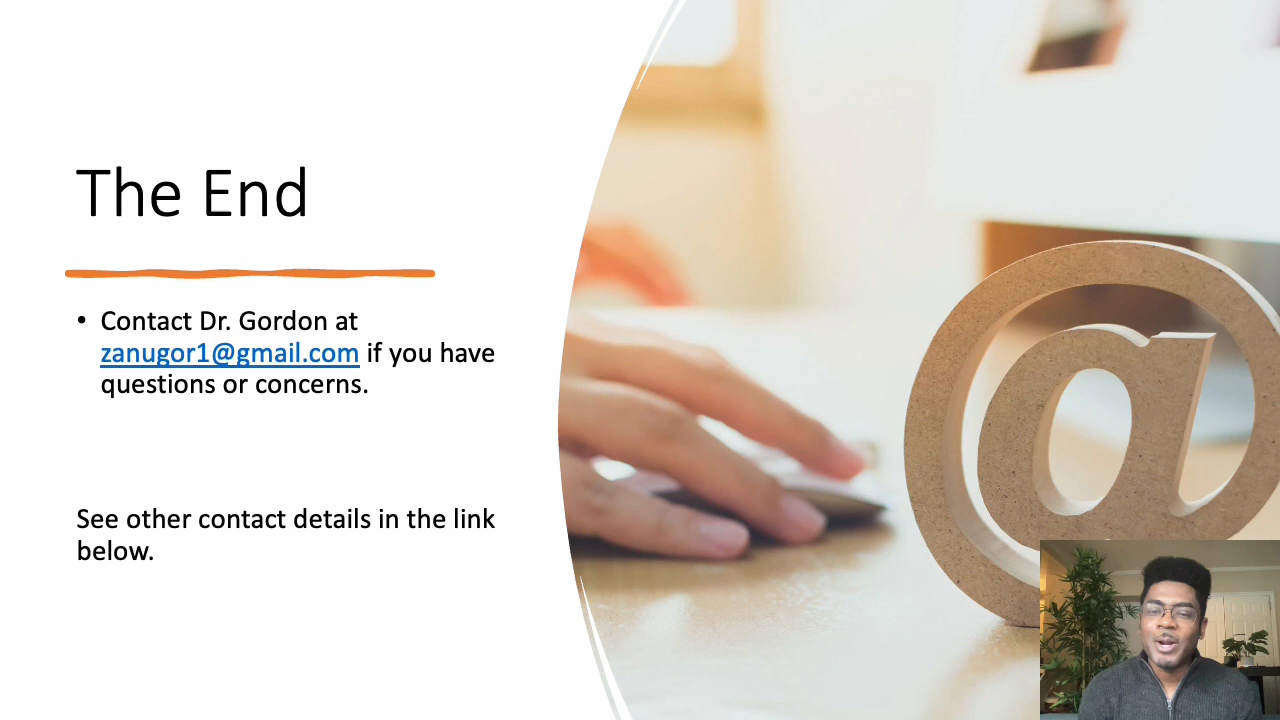 The End
• Contact Dr. Gordon at
zanugor1@gmail.com if you have
questions or concerns.
See other contact details in the link
below.